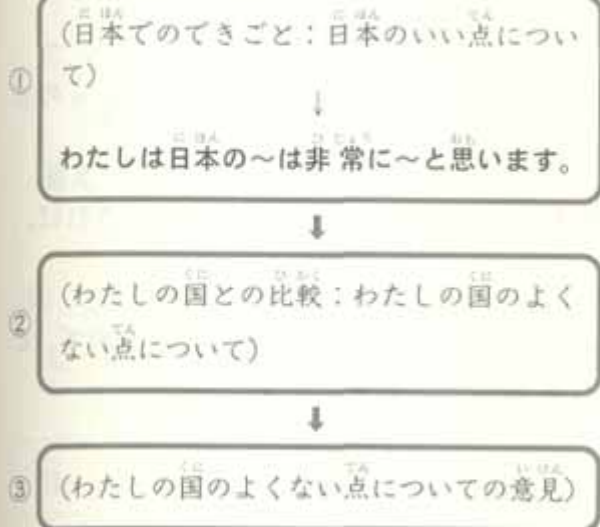 ①
(日本でのできごと：日本のいい点につい
て)
↓
わたしは日本の～は非常に～と思います。
⬇
②
(わたしの国との比較：わたしの国のよく
ない点について)
⬇
③
(わたしの国のよくない点についての意見)